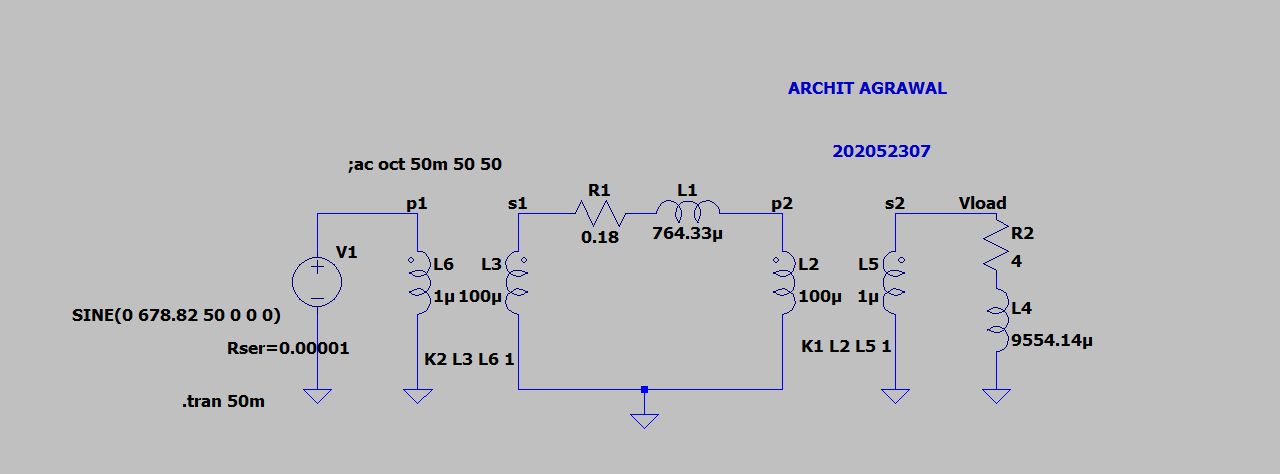 ARCHIT AGRAWAL
202052307
;ac oct 50m 50 50
p1
s1
R1
L1
p2
s2
Vload
0.18
764.33µ
R2
V1
4
L6
L3
L2
L5
1µ
100µ
100µ
1µ
L4
SINE(0 678.82 50 0 0 0)
9554.14µ
Rser=0.00001
K2 L3 L6 1
K1 L2 L5 1
.tran 50m